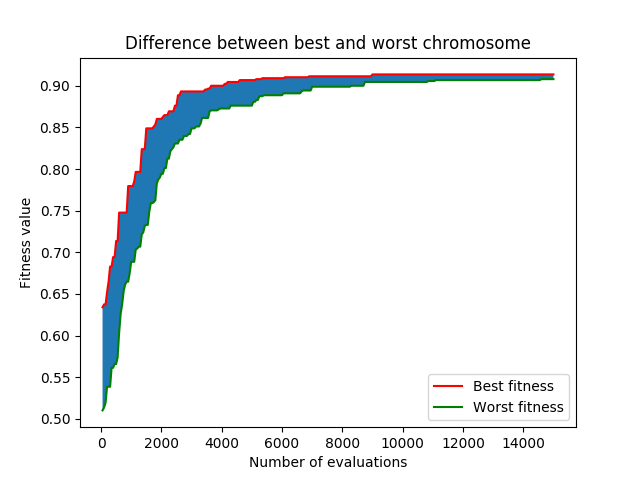 Difference between best and worst chromosome
Fitness value
0.90
0.85
0.80
0.75
0.70
0.65
0.60
0.55
0.50
Best fitness
Worst fitness
0 2000 4000 6000 8000 10000 12000 14000
Number of evaluations